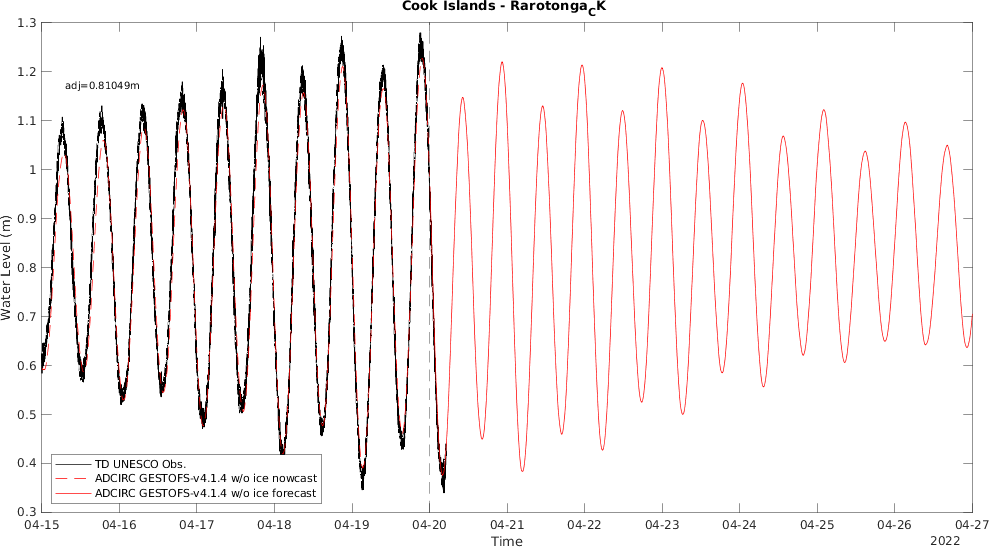 Cook Islands - Rarotonga_CK
1.3
1.2
1.1
1
0.9
0.8
0.7
0.6
0.5
0.4
0.3
Water Level (m)
adj=0.81049m
TD UNESCO Obs.
ADCIRC GESTOFS-v4.1.4 w/o ice nowcast
ADCIRC GESTOFS-v4.1.4 w/o ice forecast
04-15 04-16 04-17 04-18 04-19 04-20 04-21 04-22 04-23 04-24 04-25 04-26 04-27
Time
2022